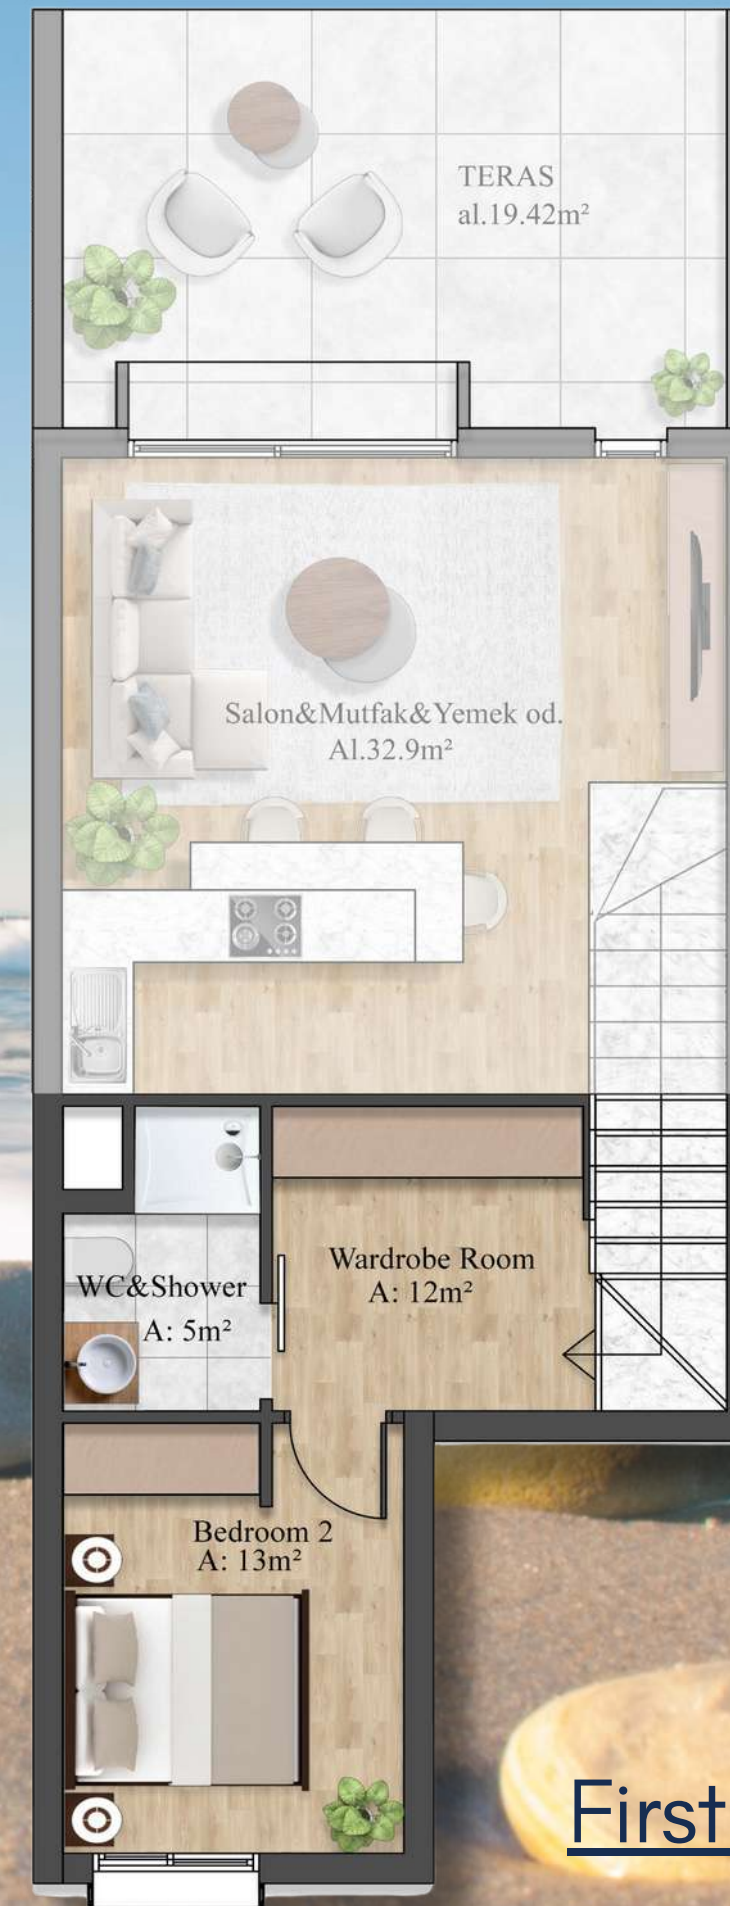 TERAS
al.19.42m²
Salon&Mutfak&Yemek od.
Al.32.9m²
Wardrobe Room
A: 12m²
WC&Shower
A: 5m²
Bedroom 2
A: 13m²
First